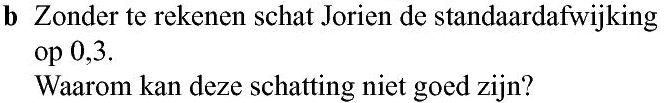 b Zonder te rekenen schat Jorien de standaardafwijking
op 0,3.
Waarom kan deze schatting niet goed zijn?